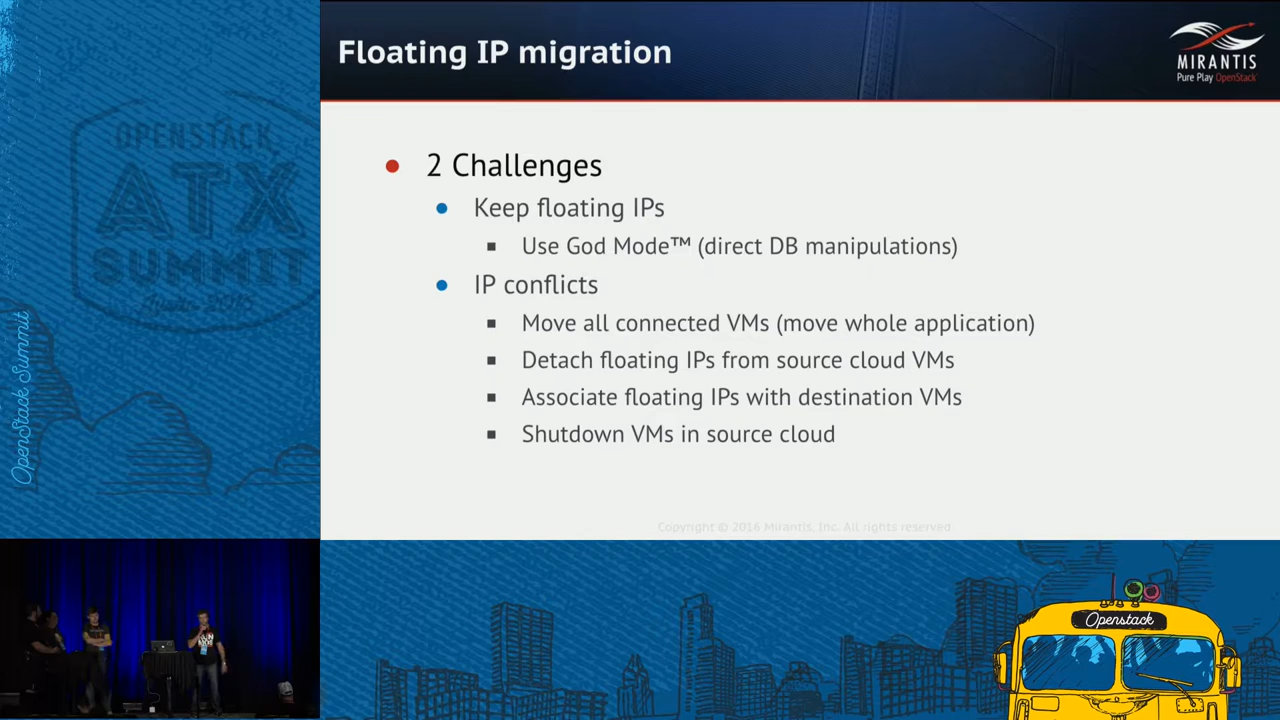 Floating IP migration
MIRANTIS
Pure Play OpenStack
2 Challenges
Keep floating IPs
Use God Mode™ (direct DB manipulations)
IP conflicts
Move all connected VMs (move whole application)
Detach floating IPs from source cloud VMs
Associate floating IPs with destination VMs
Shutdown VMs in source cloud
Copyright © 2016 Mirantis, Inc. All rights reserved
OPENSTACK
ATX
SUMMIT
Austin 2016
OpenStack Summit
Openstack